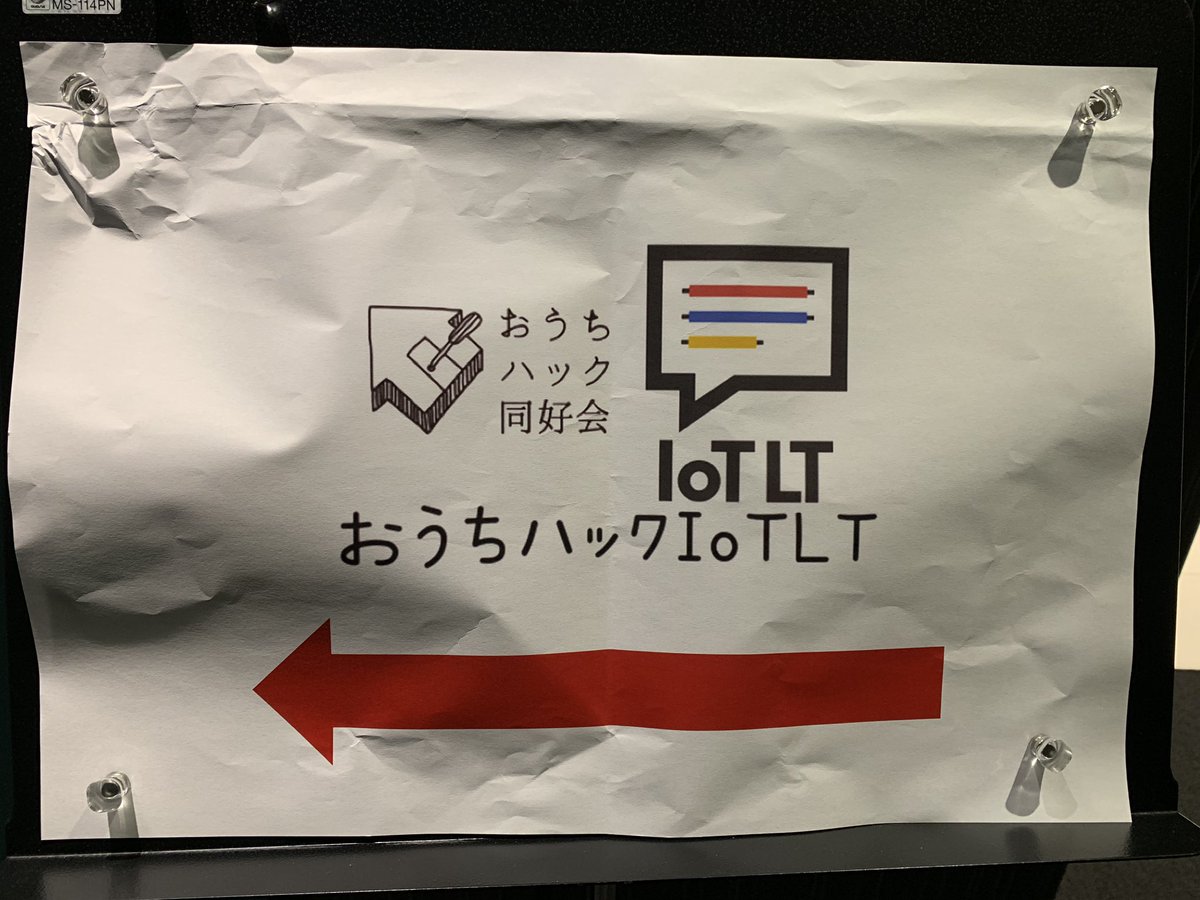 MS-114PN
おうち
ハック
同好会
IoT LT
おうちハックIoTLT